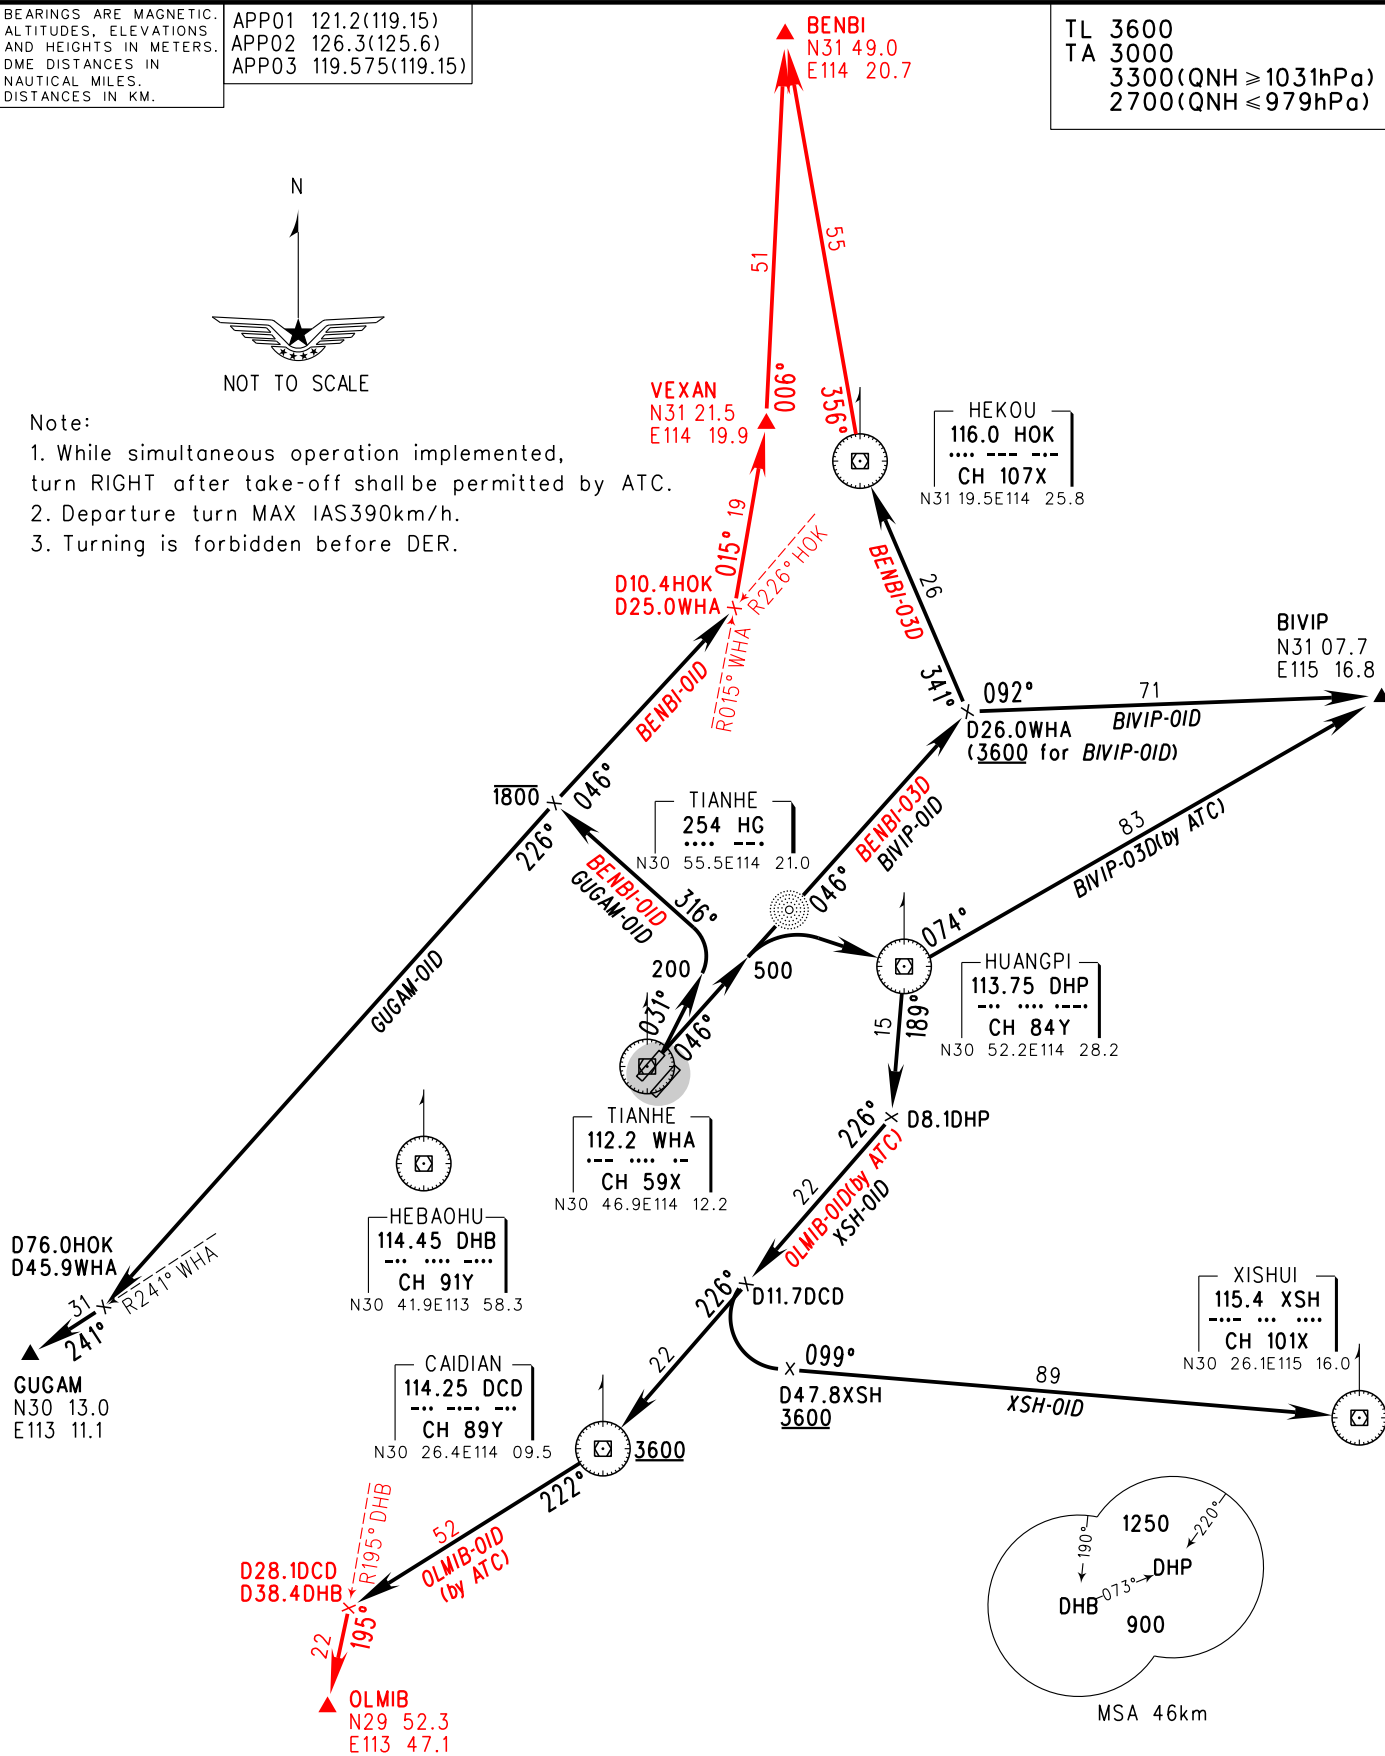 BEARINGS ARE MAGNETIC.
ALTITUDES, ELEVATIONS
AND HEIGHTS IN METERS.
DME DISTANCES IN
NAUTICAL MILES.
DISTANCES IN KM.
APP01 121.2(119.15)
APP02 126.3(125.6)
APP03 119.575(119.15)
BENBI
N31 49.0
E114 20.7
TL 3600
TA 3000
3300(QNH ≥1031hPa)
2700(QNH ≤979hPa)
N
NOT TO SCALE
Note:
1. While simultaneous operation implemented,
turn RIGHT after take-off shall be permitted by ATC.
2. Departure turn MAX IAS390km/h.
3. Turning is forbidden before DER.
51
55
006°
356°
VEXAN
N31 21.5
E114 19.9
HEKOU
116.0 HOK
CH 107X
N31 19.5E114 25.8
015°
19
R226° HOK
D10.4HOK
D25.0WHA
R015° WHA
BENBI-03D
26
341°
BENBI-01D
BIVIP
N31 07.7
E115 16.8
092°
71
BIVIP-01D
D26.0WHA
(3600 for BIVIP-01D)
1800
046°
226°
TIANHE
254 HG
N30 55.5E114 21.0
BENBI-03D
BIVIP-01D
046°
83
BIVIP-03D(by ATC)
BENBI-01D
GUGAM-01D
316°
074°
200
500
031°
046°
GUGAM-01D
HUANGPI
113.75 DHP
CH 84Y
N30 52.2E114 28.2
15
189°
TIANHE
112.2 WHA
CH 59X
N30 46.9E114 12.2
226°
D8.1DHP
22
OLMIB-01D(by ATC)
XSH-01D
HEBAOHU
114.45 DHB
CH 91Y
N30 41.9E113 58.3
D76.0HOK
D45.9WHA
R241° WHA
31
241°
GUGAM
N30 13.0
E113 11.1
226°
D11.7DCD
22
099°
D47.8XSH
3600
89
XSH-01D
XISHUI
115.4 XSH
CH 101X
N30 26.1E115 16.0
CAIDIAN
114.25 DCD
CH 89Y
N30 26.4E114 09.5
3600
222°
R195° DHB
52
OLMIB-01D
(by ATC)
D28.1DCD
D38.4DHB
195°
22
OLMIB
N29 52.3
E113 47.1
1250
190°
220°
DHP
073°
DHB
900
MSA 46km